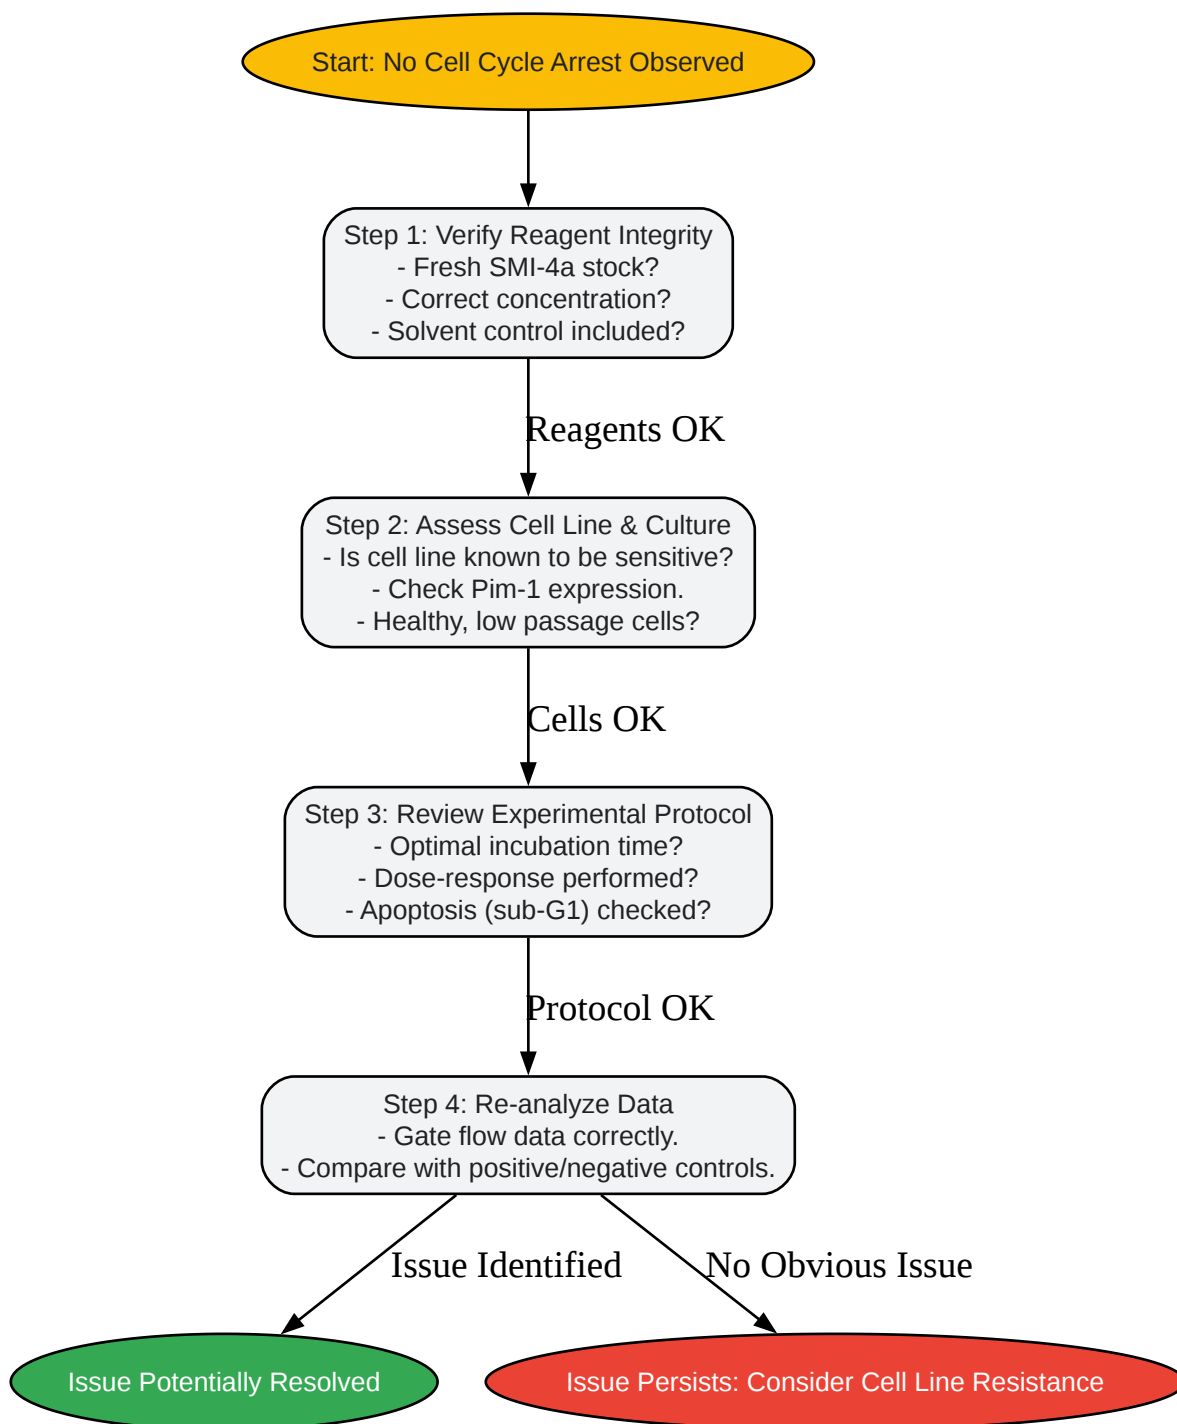 Start: No Cell Cycle Arrest Observed
Step 1: Verify Reagent Integrity
- Fresh SMI-4a stock?
- Correct concentration?
- Solvent control included?
Reagents OK
Step 2: Assess Cell Line & Culture
- Is cell line known to be sensitive?
- Check Pim-1 expression.
- Healthy, low passage cells?
Cells OK
Step 3: Review Experimental Protocol
- Optimal incubation time?
- Dose-response performed?
- Apoptosis (sub-G1) checked?
Protocol OK
Step 4: Re-analyze Data
- Gate flow data correctly.
- Compare with positive/negative controls.
Issue Identified
No Obvious Issue
Issue Potentially Resolved
Issue Persists: Consider Cell Line Resistance